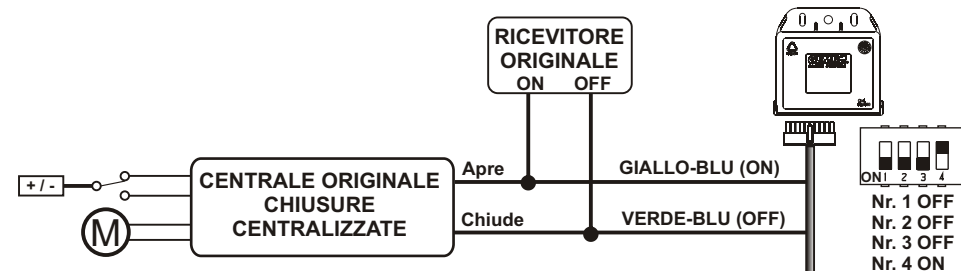 RICEVITORE
ORIGINALE
ON OFF
+ / -
M
CENTRALE ORIGINALE
CHIUSURE
CENTRALIZZATE
Apre
GIALLO-BLU (ON)
Chiude
VERDE-BLU (OFF)
ON 1 2 3 4
Nr. 1 OFF
Nr. 2 OFF
Nr. 3 OFF
Nr. 4 ON